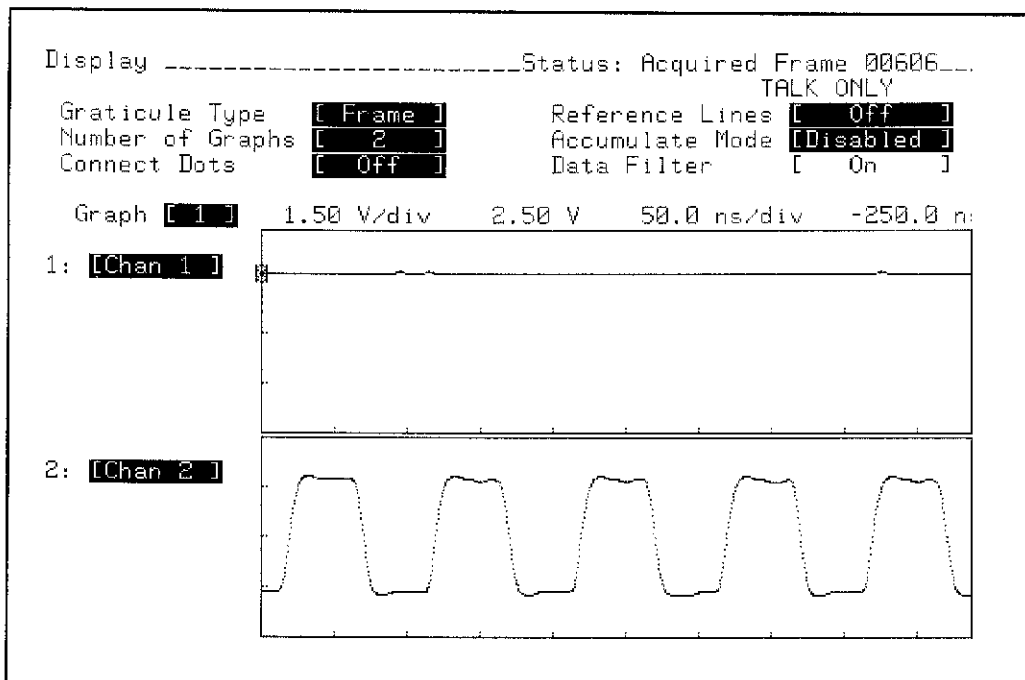 Display ____________________Status: Acquired Frame 00606___
TALK ONLY
Graticule Type [ Frame ] Reference Lines [ Off ]
Number of Graphs [ 2 ] Accumulate Mode [Disabled ]
Connect Dots [ Off ] Data Filter [ On ]
Graph [ 1 ] 1.50 V/div 2.50 V 50.0 ns/div -250.0 n
1: [Chan 1 ]
2: [Chan 2 ]